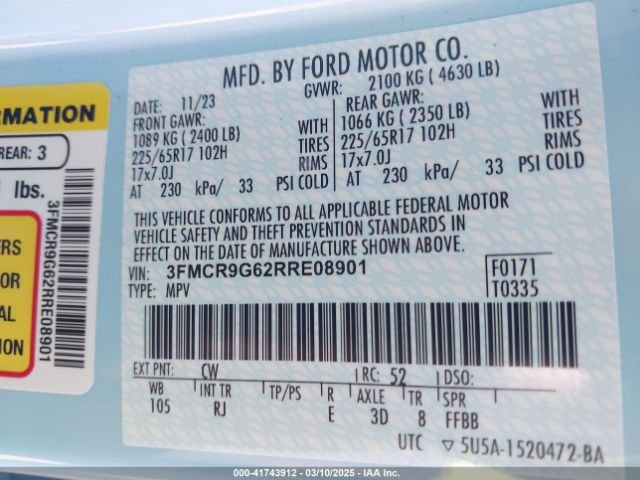 MFD. BY FORD MOTOR CO.
DATE: 11/23 GVWR: 2100 KG ( 4630 LB)
FRONT GAWR: REAR GAWR:
1089 KG (2400 LB) WITH 1066 KG ( 2350 LB) WITH
225/65R17 102H TIRES 225/65R17 102H TIRES
17x7.0J RIMS 17x7.0J RIMS
AT 230 kPa/ 33 PSI COLD AT 230 kPa/ 33 PSI COLD
THIS VEHICLE CONFORMS TO ALL APPLICABLE FEDERAL MOTOR
VEHICLE SAFETY AND THEFT PREVENTION STANDARDS IN
EFFECT ON THE DATE OF MANUFACTURE SHOWN ABOVE.
VIN: 3FMCR9G62RRE08901 F0171
TYPE: MPV T0335
EXT PNT: CW RC: 52 DSO:
WB INT TR TP/PS R AXLE TR SPR
105 RJ E 3D 8 FFBB
UTC ▽ 5U5A-1520472-BA
REAR: 3
lbs.
3FMCR9G62RRE08901
000-41743912 — 03/10/2025 — IAA Inc.